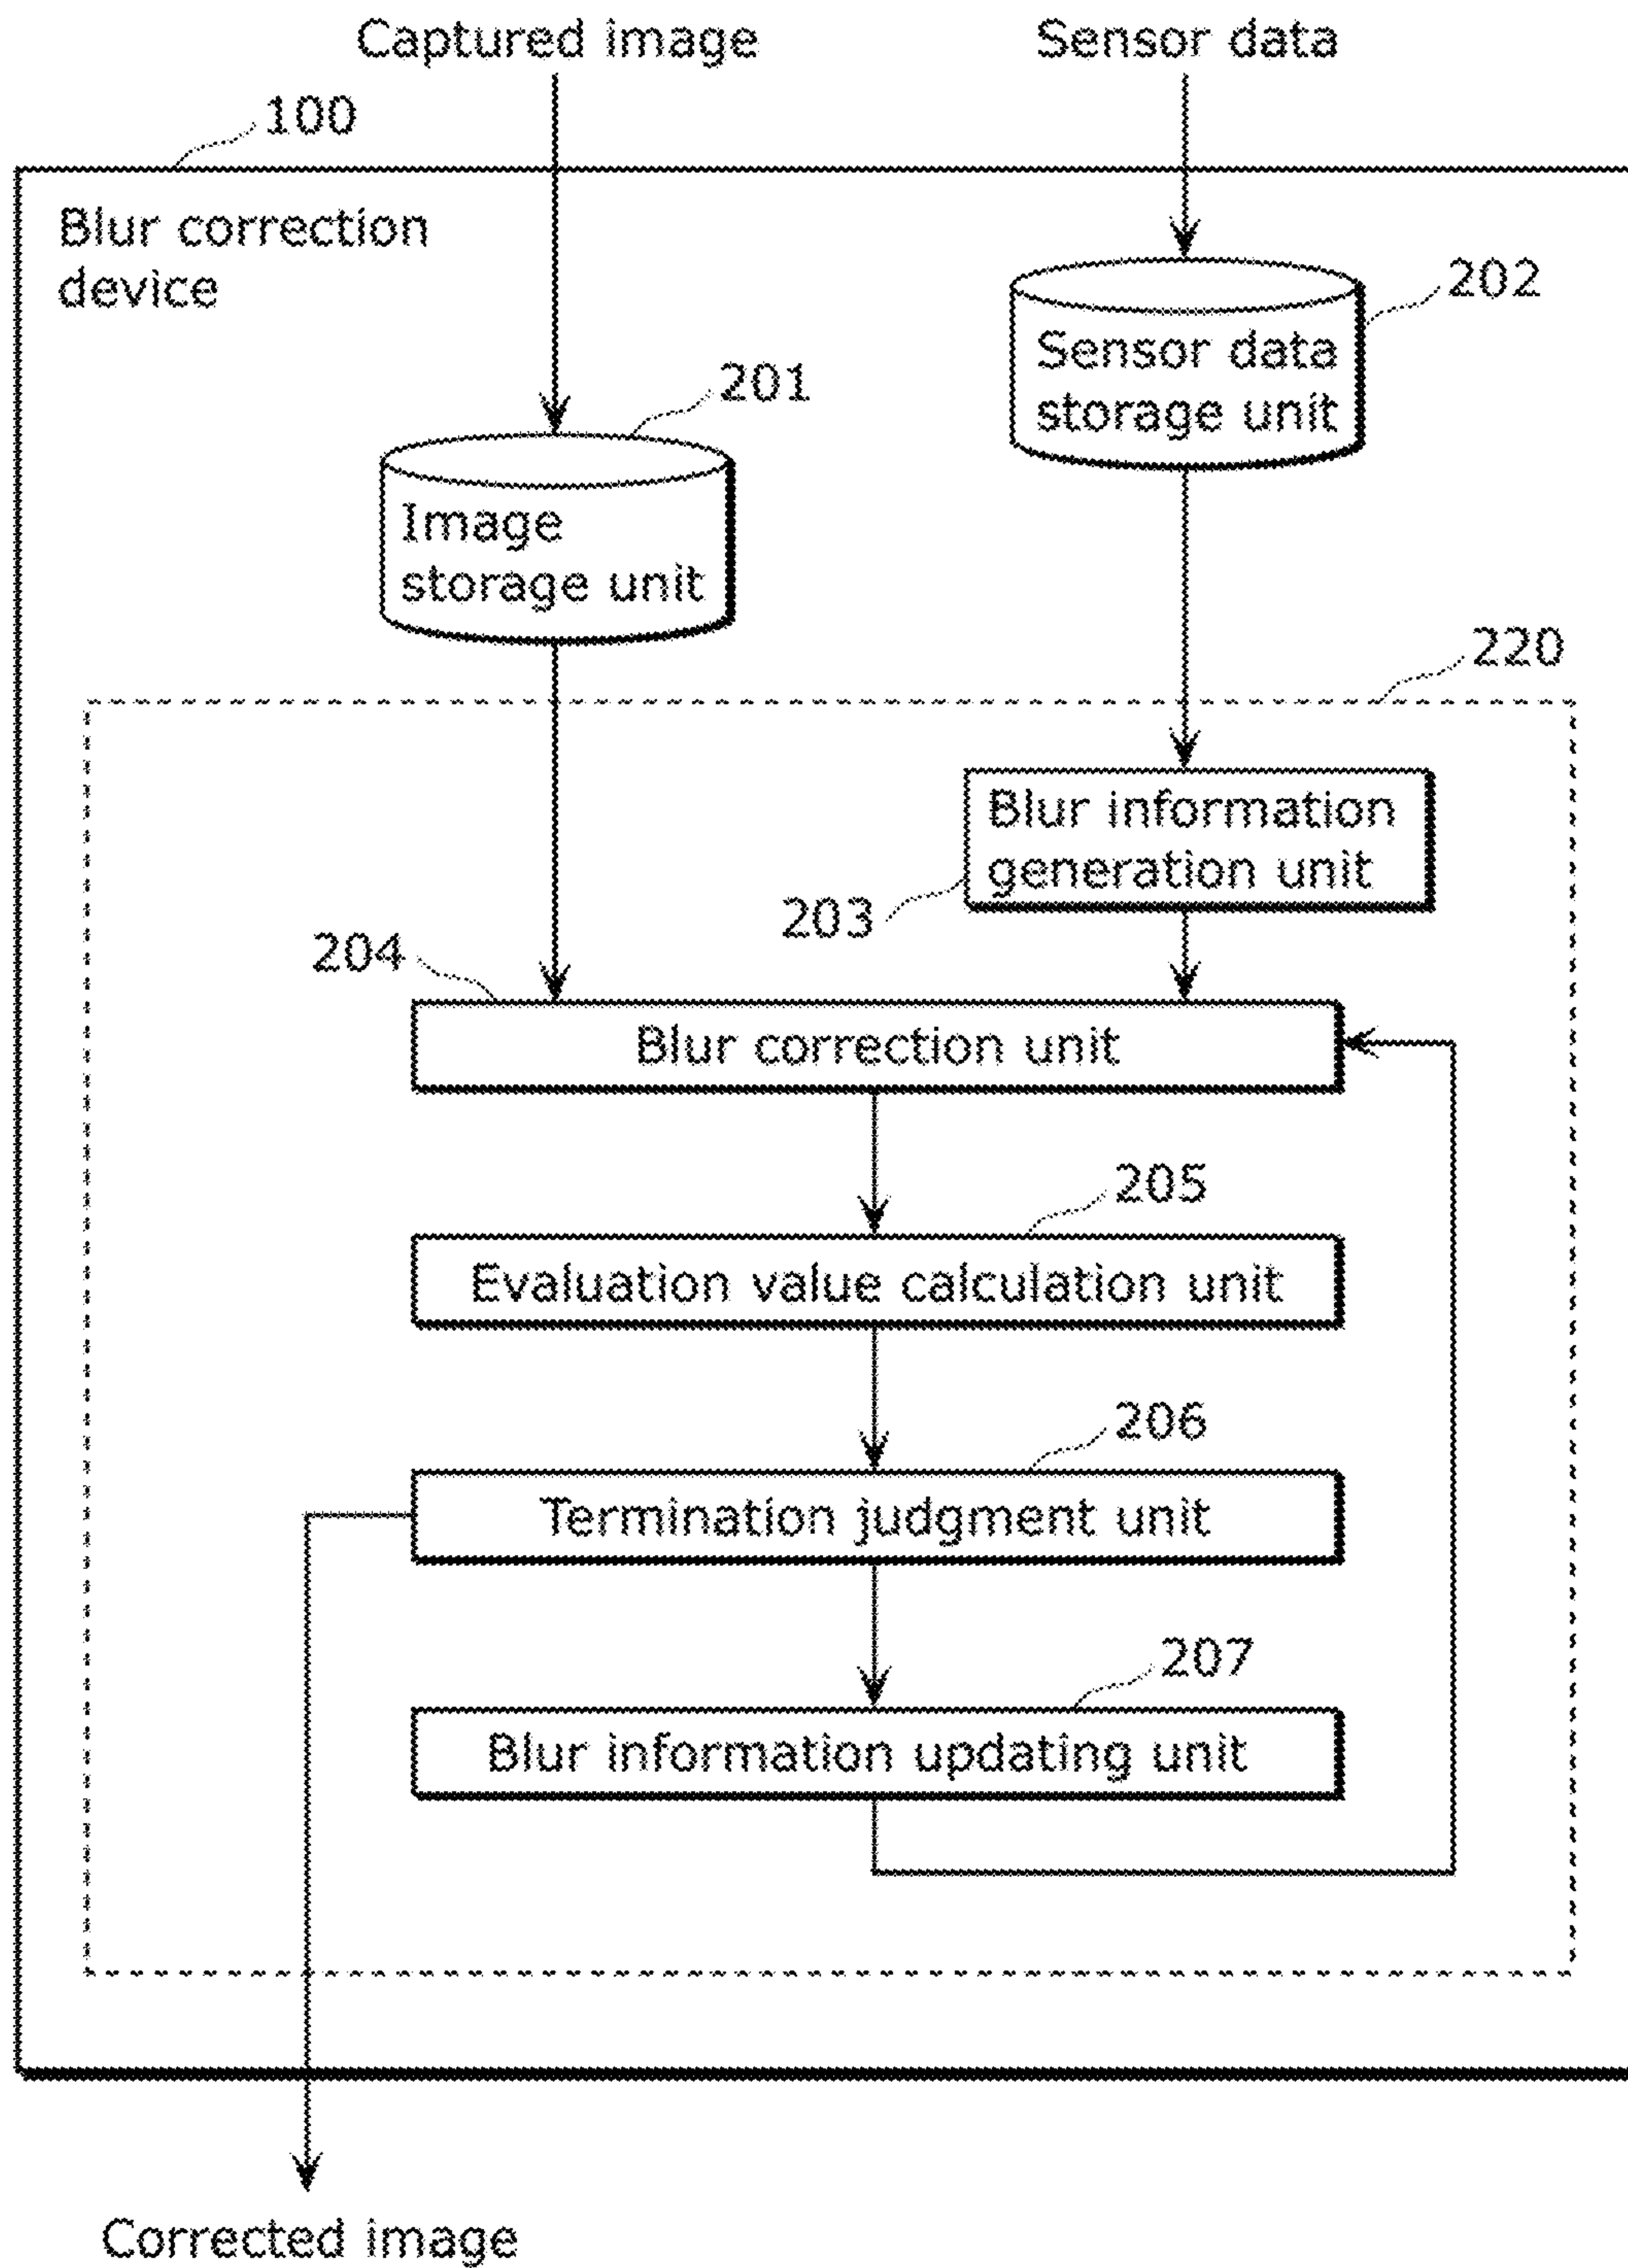 Captured image
Sensor data
100
Blur correction
device
202
Sensor data
storage unit
201
Image
storage unit
220
Blur information
generation unit
203
204
Blur correction unit
205
Evaluation value calculation unit
206
Termination judgment unit
207
Blur information updating unit
Corrected image